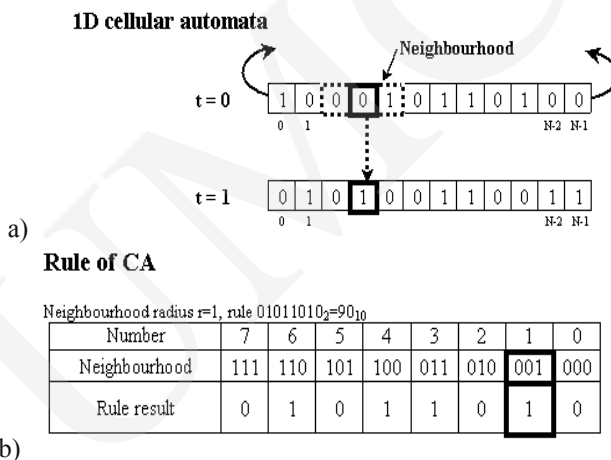 1D cellular automata
Neighbourhood
t = 0 1 0 0 0 1 0 1 1 0 1 0 0
0 1 N-2 N-1
t = 1 0 1 0 1 0 0 1 1 0 0 1 1
0 1 N-2 N-1
a)
Rule of CA
Neighbourhood radius r=1, rule 01011010₂=90₁₀
Number 7 6 5 4 3 2 1 0
Neighbourhood 111 110 101 100 011 010 001 000
Rule result 0 1 0 1 1 0 1 0
b)